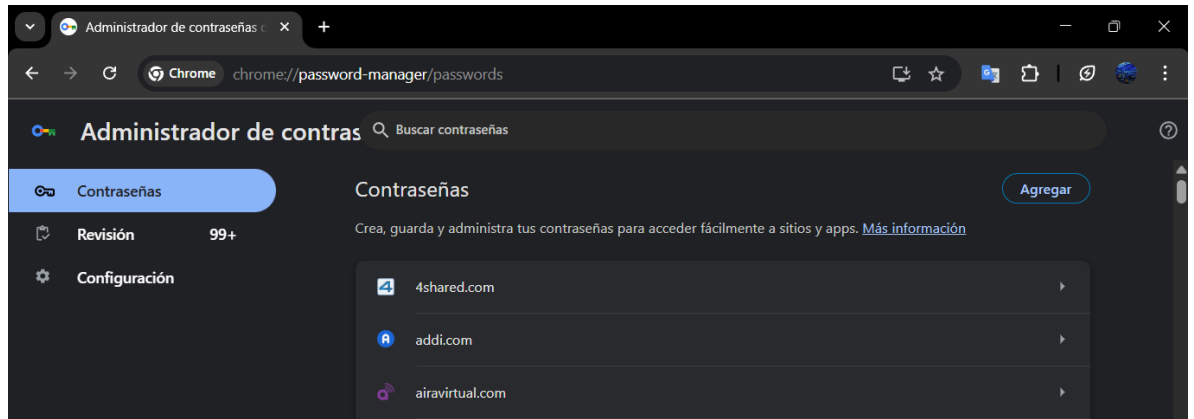 Administrador de contraseñas
Chrome chrome://password-manager/passwords
Administrador de contras
Buscar contraseñas
Contraseñas
Revisión 99+
Configuración
Contraseñas
Agregar
Crea, guarda y administra tus contraseñas para acceder fácilmente a sitios y apps. Más información
4shared.com
addi.com
airavirtual.com